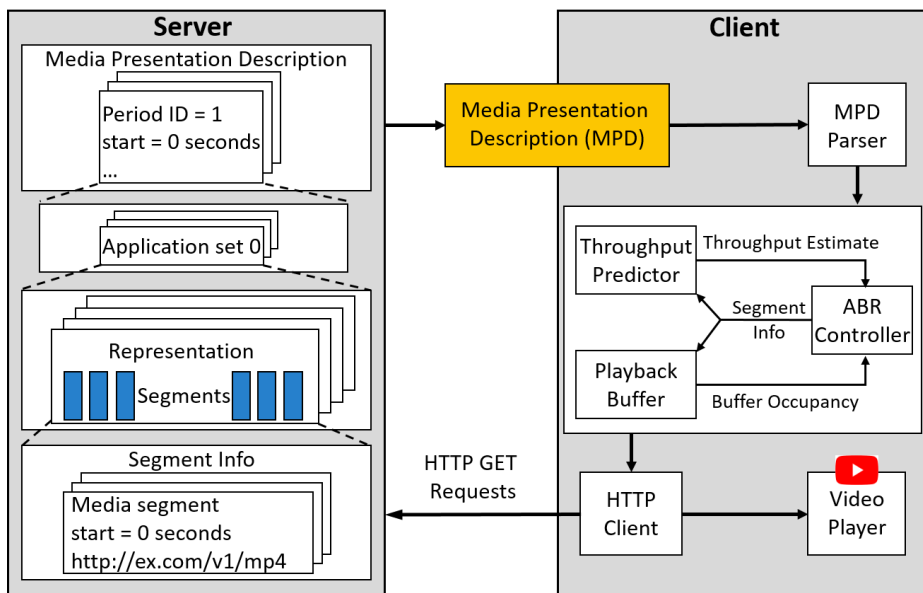 Server
Media Presentation Description
Period ID = 1
start = 0 seconds
...
Application set 0
Representation
Segments
Segment Info
Media segment
start = 0 seconds
http://ex.com/v1/mp4
Media Presentation
Description (MPD)
HTTP GET
Requests
Client
MPD
Parser
Throughput
Predictor
Throughput Estimate
Segment
Info
ABR
Controller
Playback
Buffer
Buffer Occupancy
HTTP
Client
Video
Player